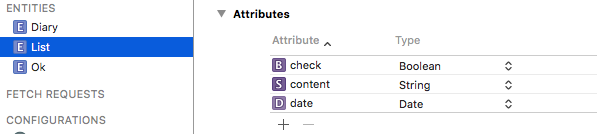 ENTITIES
E Diary
E List
E Ok
FETCH REQUESTS
CONFIGURATIONS
Attributes
Attribute Type
B check Boolean
S content String
D date Date